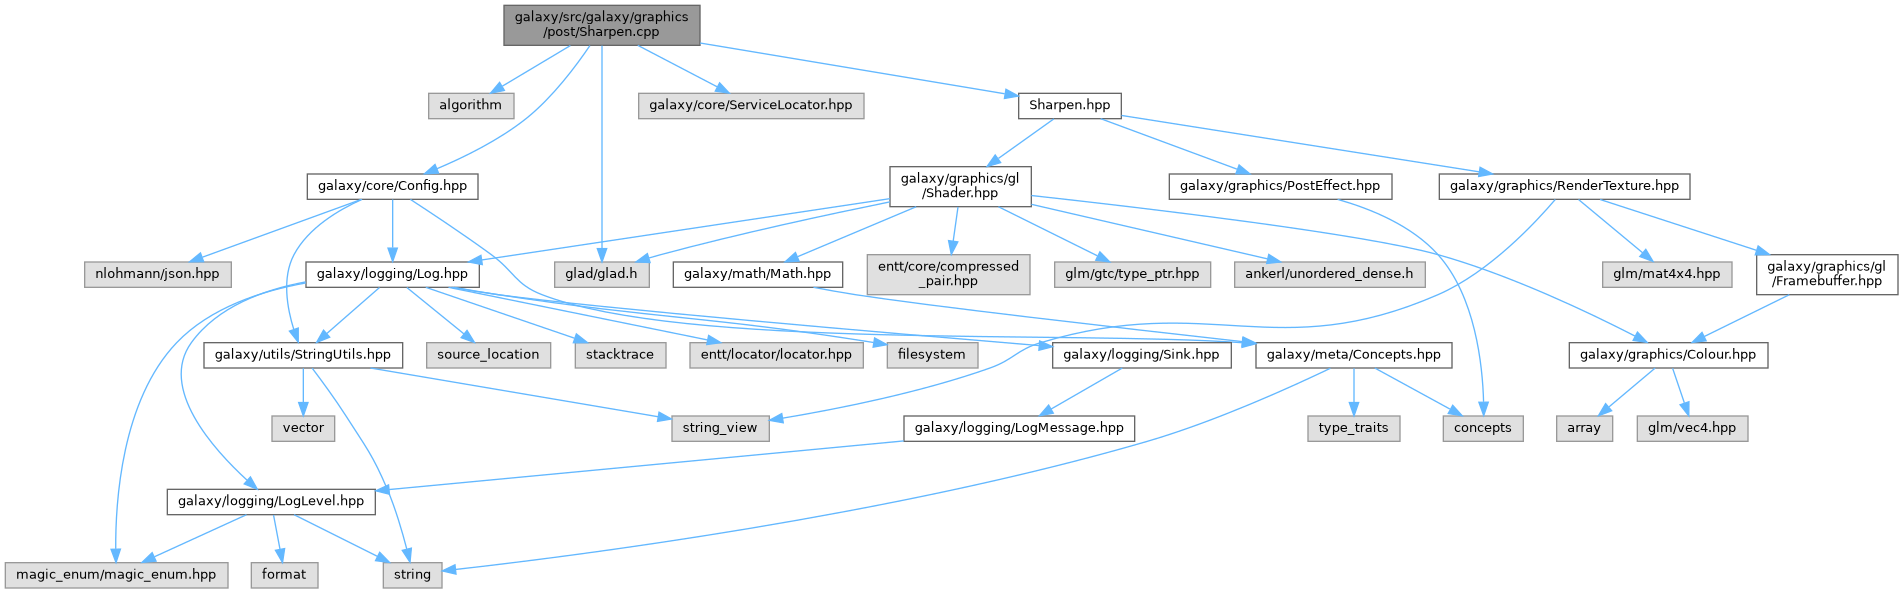 galaxy/src/galaxy/graphics
/post/Sharpen.cpp
algorithm
galaxy/core/ServiceLocator.hpp
Sharpen.hpp
galaxy/core/Config.hpp
galaxy/graphics/gl
/Shader.hpp
galaxy/graphics/PostEffect.hpp
galaxy/graphics/RenderTexture.hpp
nlohmann/json.hpp
galaxy/logging/Log.hpp
glad/glad.h
galaxy/math/Math.hpp
entt/core/compressed
_pair.hpp
glm/gtc/type_ptr.hpp
ankerl/unordered_dense.h
glm/mat4x4.hpp
galaxy/graphics/gl
/Framebuffer.hpp
galaxy/utils/StringUtils.hpp
source_location
stacktrace
entt/locator/locator.hpp
filesystem
galaxy/logging/Sink.hpp
galaxy/meta/Concepts.hpp
galaxy/graphics/Colour.hpp
vector
string_view
galaxy/logging/LogMessage.hpp
type_traits
concepts
array
glm/vec4.hpp
galaxy/logging/LogLevel.hpp
magic_enum/magic_enum.hpp
format
string